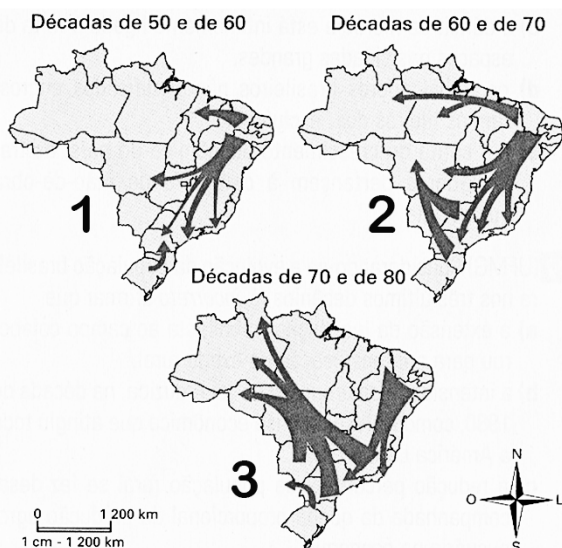 Décadas de 50 e de 60
Décadas de 60 e de 70
1
2
Décadas de 70 e de 80
3
0 1 200 km
1 cm - 1 200 km
N
O L
S